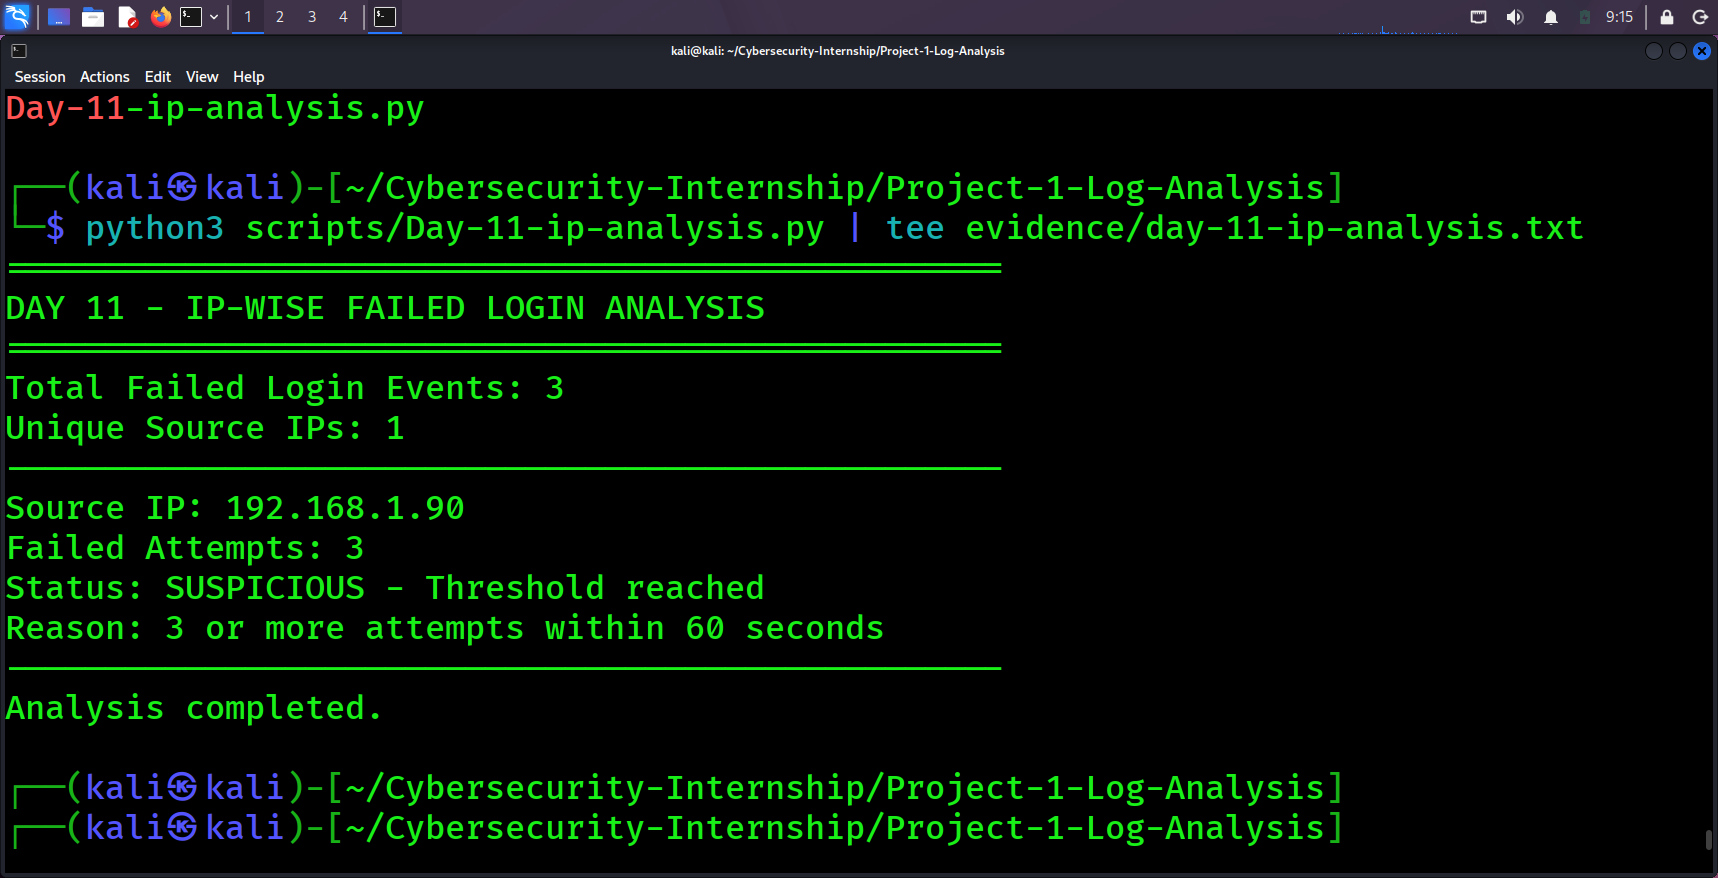 1 2 3 4
9:15
kali@kali: ~/Cybersecurity-Internship/Project-1-Log-Analysis
Session Actions Edit View Help
Day-11-ip-analysis.py
┌──(kali㉿kali)-[~/Cybersecurity-Internship/Project-1-Log-Analysis]
└─$ python3 scripts/Day-11-ip-analysis.py | tee evidence/day-11-ip-analysis.txt
DAY 11 - IP-WISE FAILED LOGIN ANALYSIS
Total Failed Login Events: 3
Unique Source IPs: 1
Source IP: 192.168.1.90
Failed Attempts: 3
Status: SUSPICIOUS - Threshold reached
Reason: 3 or more attempts within 60 seconds
Analysis completed.
┌──(kali㉿kali)-[~/Cybersecurity-Internship/Project-1-Log-Analysis]
┌──(kali㉿kali)-[~/Cybersecurity-Internship/Project-1-Log-Analysis]